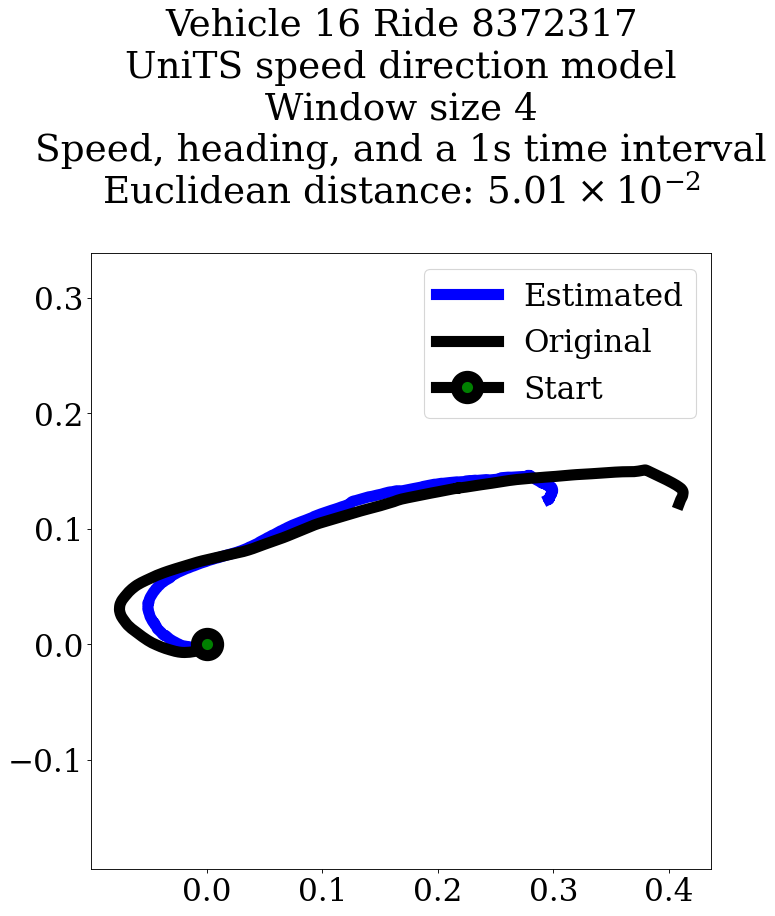 Vehicle 16 Ride 8372317
UniTS speed direction model
Window size 4
Speed, heading, and a 1s time interval
Euclidean distance: 5.01 × 10⁻²
Estimated
Original
Start
0.3
0.2
0.1
0.0
−0.1
0.0 0.1 0.2 0.3 0.4